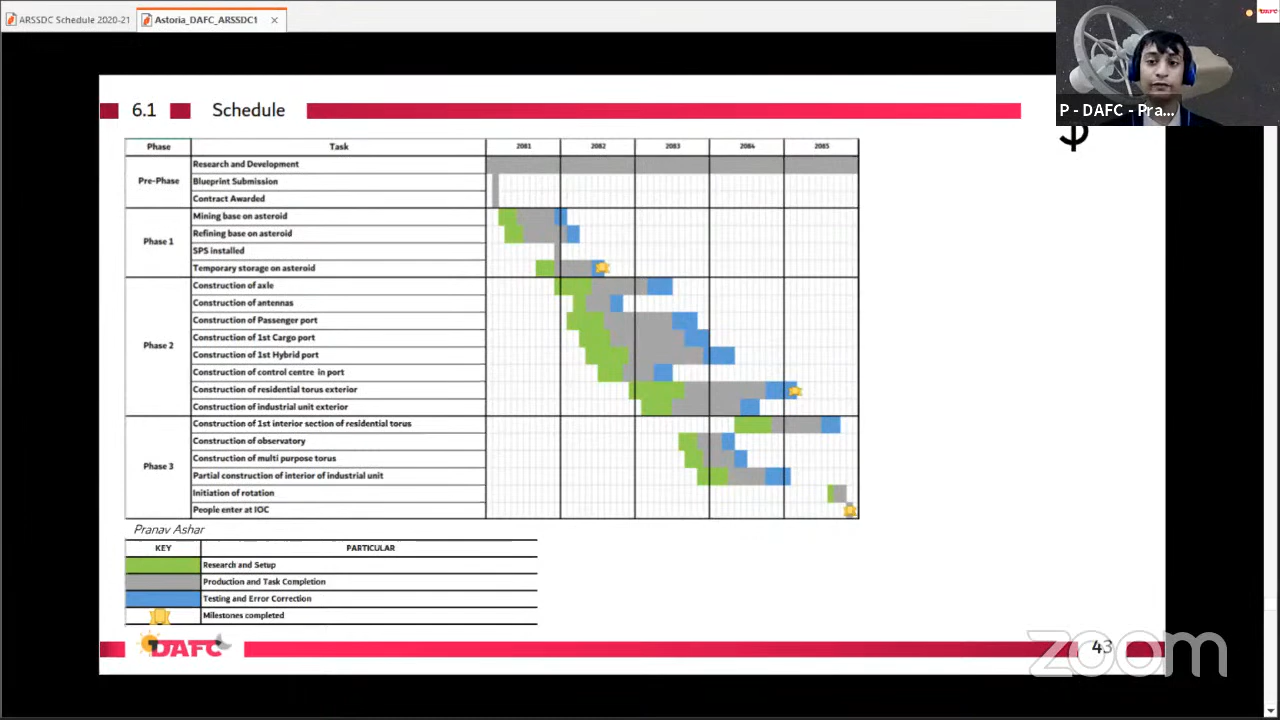 ARSSDC Schedule 2020-21 Astoria_DAFC_ARSSDC1
P - DAFC - Pra...
6.1 Schedule
$
Phase Task 2081 2082 2083 2084 2085
Pre-Phase
Research and Development
Blueprint Submission
Contract Awarded
Phase 1
Mining base on asteroid
Refining base on asteroid
SPS installed
Temporary storage on asteroid
Phase 2
Construction of axle
Construction of antennas
Construction of Passenger port
Construction of 1st Cargo port
Construction of 1st Hybrid port
Construction of control centre in port
Construction of residential torus exterior
Construction of industrial unit exterior
Phase 3
Construction of 1st interior section of residential torus
Construction of observatory
Construction of multi purpose torus
Partial construction of interior of industrial unit
Initiation of rotation
People enter at IOC
Pranav Ashar
KEY PARTICULAR
Research and Setup
Production and Task Completion
Testing and Error Correction
Milestones completed
DAFC
43
zoom